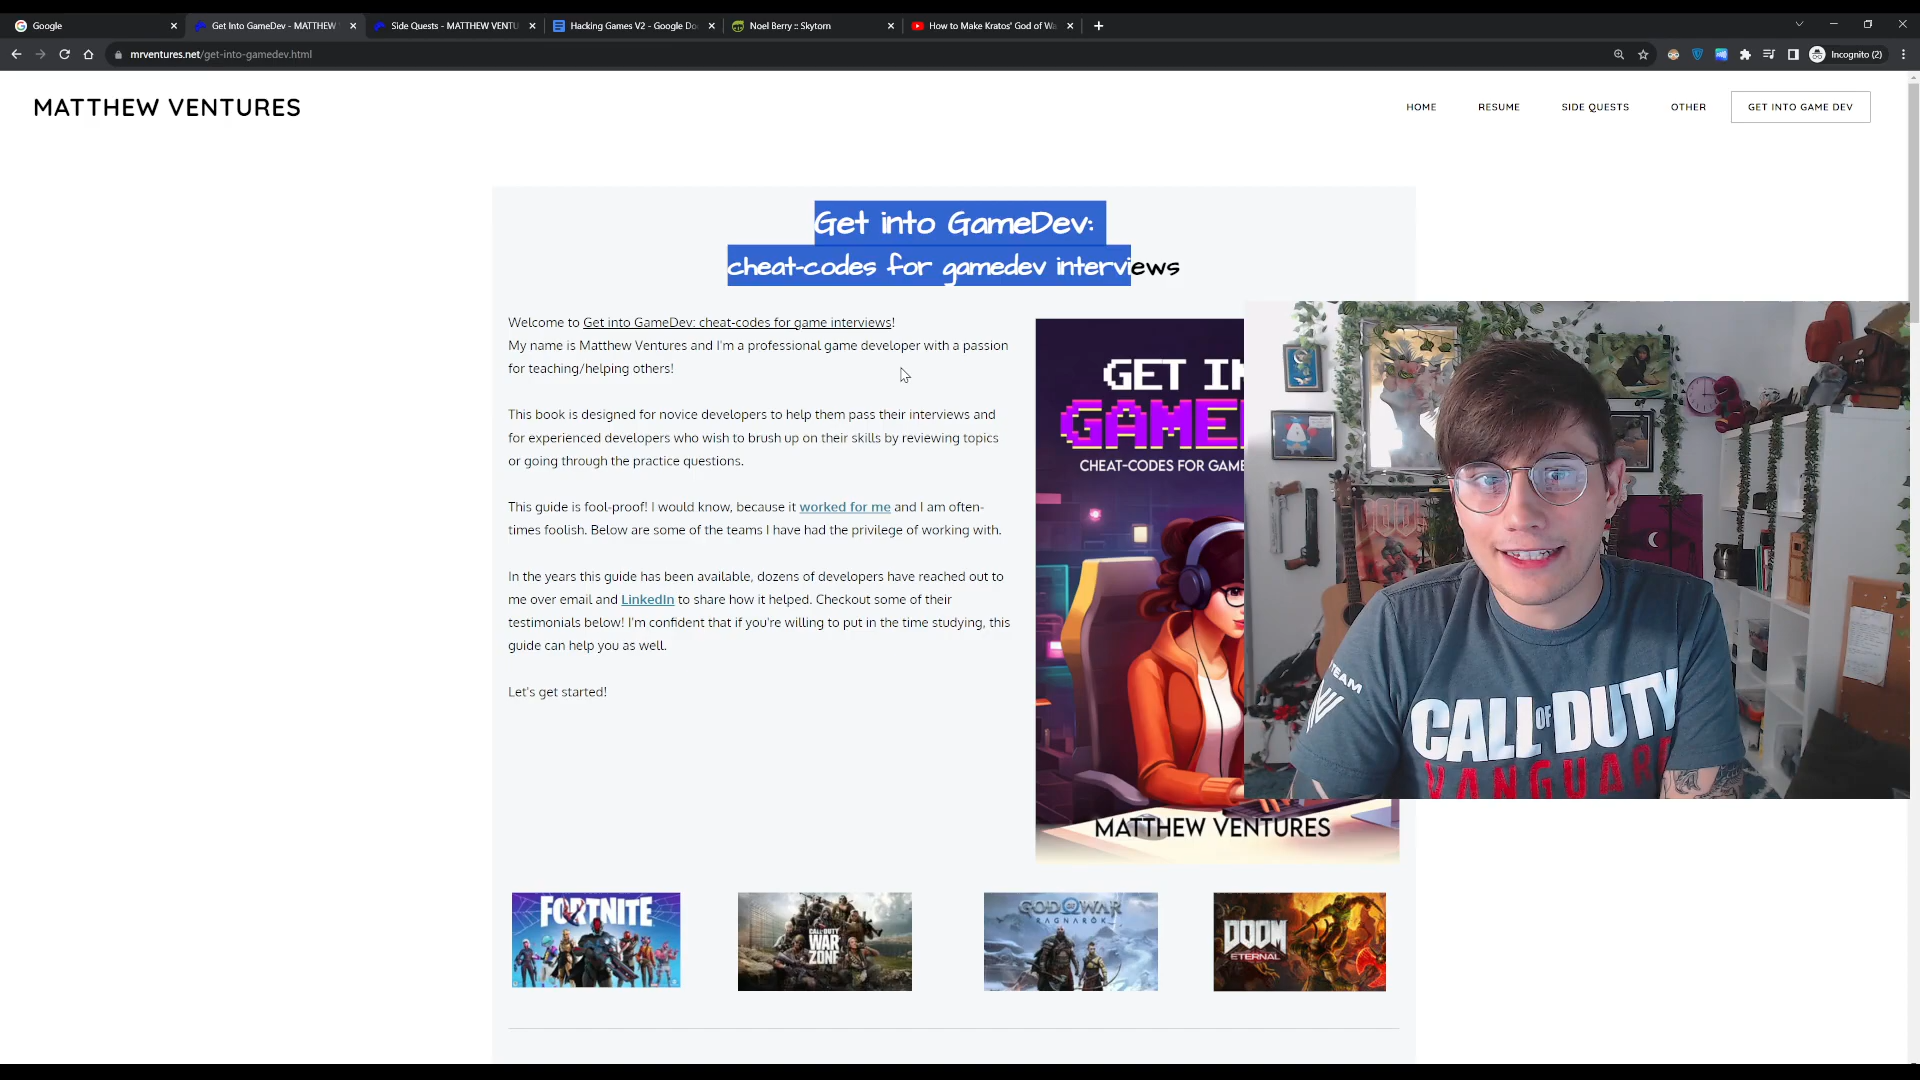 Google
Get Into GameDev - MATTHEW
Side Quests - MATTHEW VENTU
Hacking Games V2 - Google Do
Noel Berry :: Skytorn
How to Make Kratos' God of Wa
mrventures.net/get-into-gamedev.html
Incognito (2)
MATTHEW VENTURES
HOME
RESUME
SIDE QUESTS
OTHER
GET INTO GAME DEV
Get into GameDev:
cheat-codes for gamedev interviews
Welcome to Get into GameDev: cheat-codes for game interviews!
My name is Matthew Ventures and I'm a professional game developer with a passion
for teaching/helping others!
This book is designed for novice developers to help them pass their interviews and
for experienced developers who wish to brush up on their skills by reviewing topics
or going through the practice questions.
This guide is fool-proof! I would know, because it worked for me and I am often-
times foolish. Below are some of the teams I have had the privilege of working with.
In the years this guide has been available, dozens of developers have reached out to
me over email and LinkedIn to share how it helped. Checkout some of their
testimonials below! I'm confident that if you're willing to put in the time studying, this
guide can help you as well.
Let's get started!
GET IN
GAME
CHEAT-CODES FOR GAME
MATTHEW VENTURES
DOOM
TEAM
CALL OF DUTY
VANGUARD
FORTNITE
CALL OF DUTY
WAR
ZONE
GOD OF WAR
RAGNARÖK
DOOM
ETERNAL